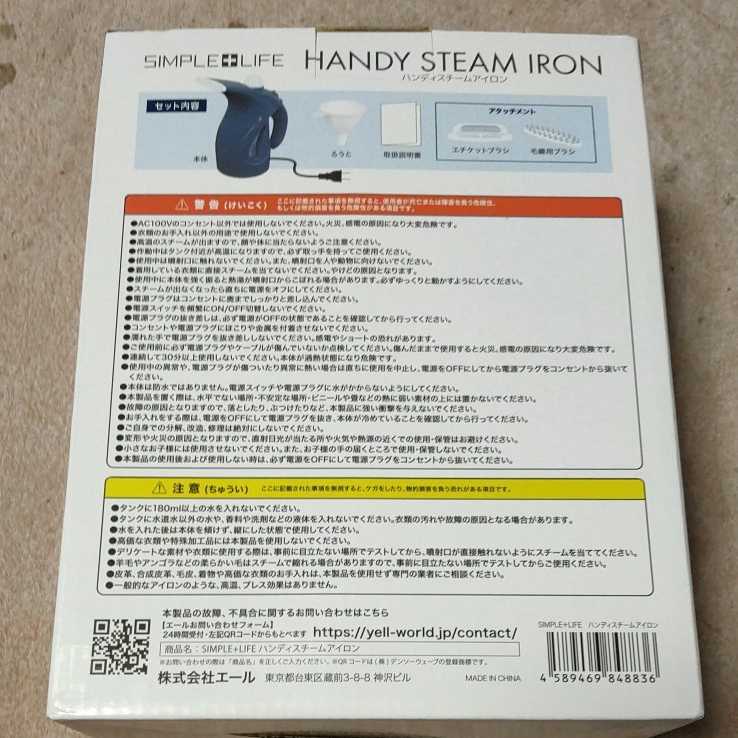 SIMPLE+LIFE HANDY STEAM IRON
ハンディスチームアイロン
セット内容
本体
ろうと
取扱説明書
アタッチメント
エチケットブラシ
毛織用ブラシ
警告(けいこく) ここに記載された事項を無視すると、使用者が死亡または障害を負う危険性、
もしくは物的損害を負う危険性がある項目です。
●AC100Vのコンセント以外では使用しないでください。火災、感電の原因になり大変危険です。
●衣類のお手入れ以外の用途で使用しないでください。
●高温のスチームが出ますので、顔や体に当たらないようご注意ください。
●作動中はタンク付近が高温になりますので、必ず取っ手を持ってご使用ください。
●使用中は噴射口に触れないでください。また、噴射口を人や動物に向けないでください。
●着用している衣類に直接スチームを当てないでください。やけどの原因となります。
●使用中に本体を強く振ると熱湯が噴射口からこぼれる場合があります。必ずゆっくりと動かすようにしてください。
●スチームが出なくなったら直ちに電源をオフにしてください。
●電源プラグはコンセントに奥までしっかりと差し込んでください。
●電源スイッチを頻繁にON/OFF切替しないでください。
●電源プラグの抜き差しは、必ず電源がOFFの状態であることを確認してから行ってください。
●コンセントや電源プラグにほこりや金属を付着させないでください。
●濡れた手で電源プラグを抜き差ししないでください。感電やショートの恐れがあります。
●ご使用前に必ず電源プラグやケーブルが傷んでいないか点検してください。傷んだままで使用すると火災、感電の原因になり大変危険です。
●連続して30分以上使用しないでください。本体が過熱状態になり危険です。
●使用中の異常や、電源プラグが傷ついたり異常に熱い場合は直ちに使用を中止し、電源をOFFにしてから電源プラグをコンセントから抜いて
ください。
●本体は防水ではありません。電源スイッチや電源プラグに水がかからないようにしてください。
●本製品を置く際は、水平でない場所・不安定な場所・ビニールや畳などの熱に弱い素材の上には置かないでください。
●故障の原因となりますので、落としたり、ぶつけたりなど、本製品に強い衝撃を与えないでください。
●お手入れをする際は、電源をOFFにして電源プラグを抜き、本体が冷めていることを確認してから行ってください。
●ご自身での分解、改造、修理は絶対にしないでください。
●変形や火災の原因となりますので、直射日光が当たる所や火気や熱源の近くでの使用・保管はお避けください。
●小さなお子様には使用させないでください。また、お子様の手の届くところで使用・保管しないでください。
●本製品の使用後および使用しない時は、必ず電源をOFFにして電源プラグをコンセントから抜いてください。
注意(ちゅうい) ここに記載された事項を無視すると、ケガをしたり、物的損害を負う恐れがある項目です。
●タンクに180ml以上の水を入れないでください。
●タンクに水道水以外の水や、香料や洗剤などの液体を入れないでください。衣類の汚れや故障の原因となる場合があります。
●水を入れた後は本体を傾けず、縦にした状態で使用してください。
●高価な衣類や特殊加工品には本製品を使用しないでください。
●デリケートな素材や衣類に使用する際は、事前に目立たない場所でテストしてから、噴射口が直接触れないようにスチームを当ててください。
●羊毛やアンゴラなどの柔らかい毛はスチームで縮れる場合がありますので、事前に目立たない場所でテストしてからご使用ください。
●皮革、合成皮革、毛皮、着物や高価な衣類のお手入れは、本製品を使用せず専門の業者にご相談ください。
●一般的なアイロンのような、高温、プレス効果はありません。
本製品の故障、不具合に関するお問い合わせはこちら
【エールお問い合わせフォーム】
24時間受付・左記QRコードからもとべます https://yell-world.jp/contact/
商品名：SIMPLE+LIFE ハンディスチームアイロン
※お問い合わせの際は「商品名」を正しくご入力ください。※QRコードは(株)デンソーウェーブの登録商標です。
株式会社エール 東京都台東区蔵前3-8-8 神沢ビル MADE IN CHINA
SIMPLE+LIFE ハンディスチームアイロン
4 589469 848836